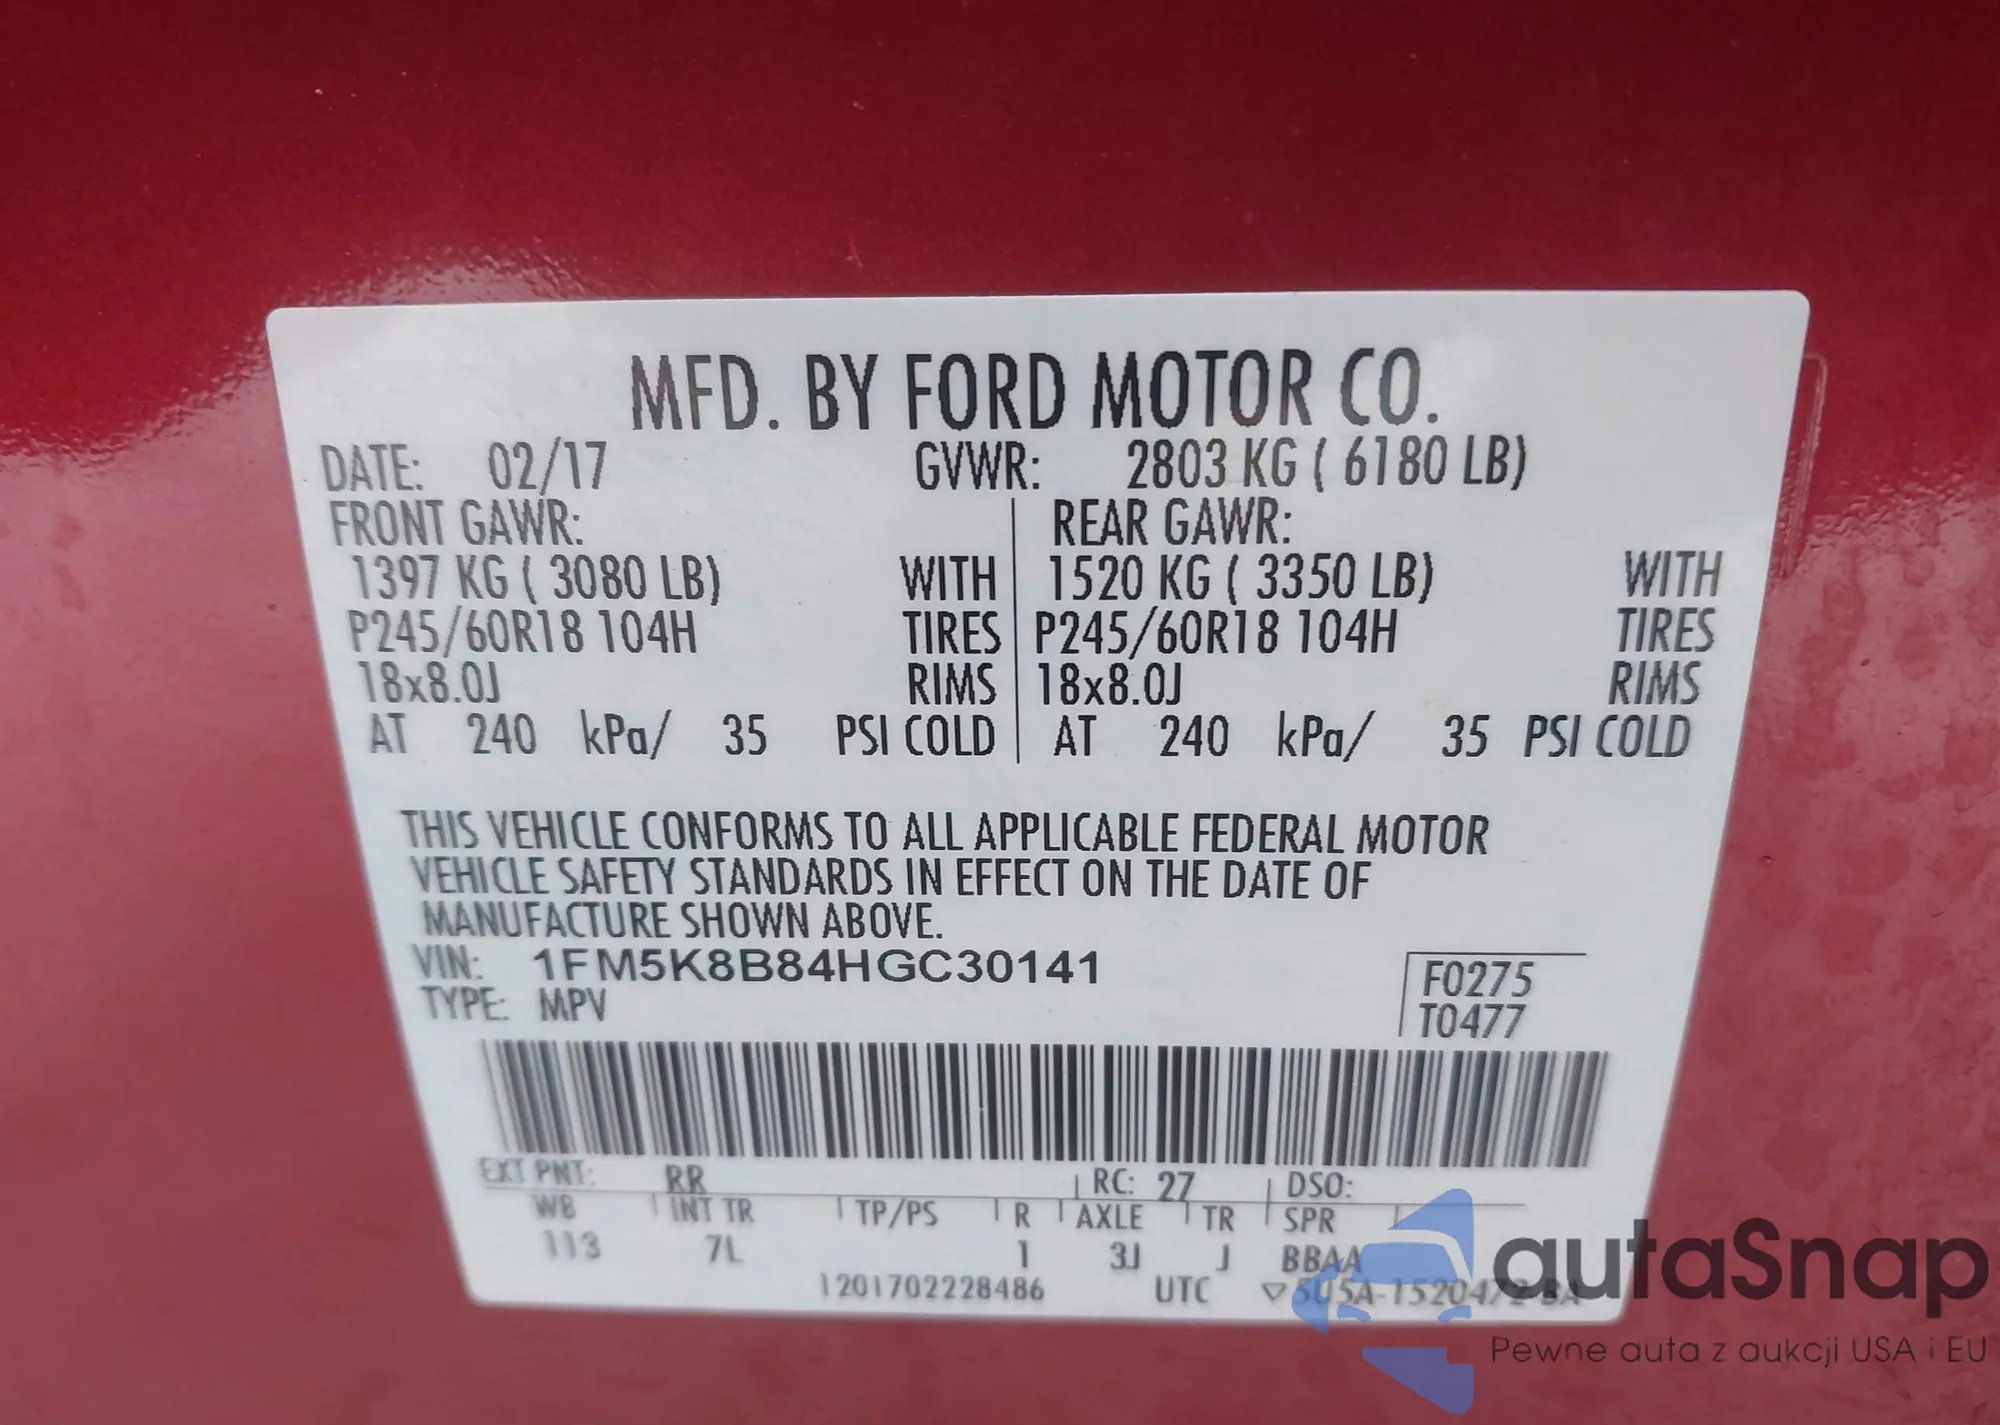 MFD. BY FORD MOTOR CO.
DATE: 02/17 GVWR: 2803 KG ( 6180 LB)
FRONT GAWR: REAR GAWR:
1397 KG ( 3080 LB) WITH 1520 KG ( 3350 LB) WITH
P245/60R18 104H TIRES P245/60R18 104H TIRES
18x8.0J RIMS 18x8.0J RIMS
AT 240 kPa/ 35 PSI COLD AT 240 kPa/ 35 PSI COLD
THIS VEHICLE CONFORMS TO ALL APPLICABLE FEDERAL MOTOR
VEHICLE SAFETY STANDARDS IN EFFECT ON THE DATE OF
MANUFACTURE SHOWN ABOVE.
VIN: 1FM5K8B84HGC30141
TYPE: MPV
F0275
T0477
EXT PNT: RR RC: 27 DSO:
WB INT TR TP/PS R AXLE TR SPR
113 7L 1 3J J BBAA
1201702228486 UTC ▽5U5A-1520472-BA
autaSnap
Pewne auta z aukcji USA i EU